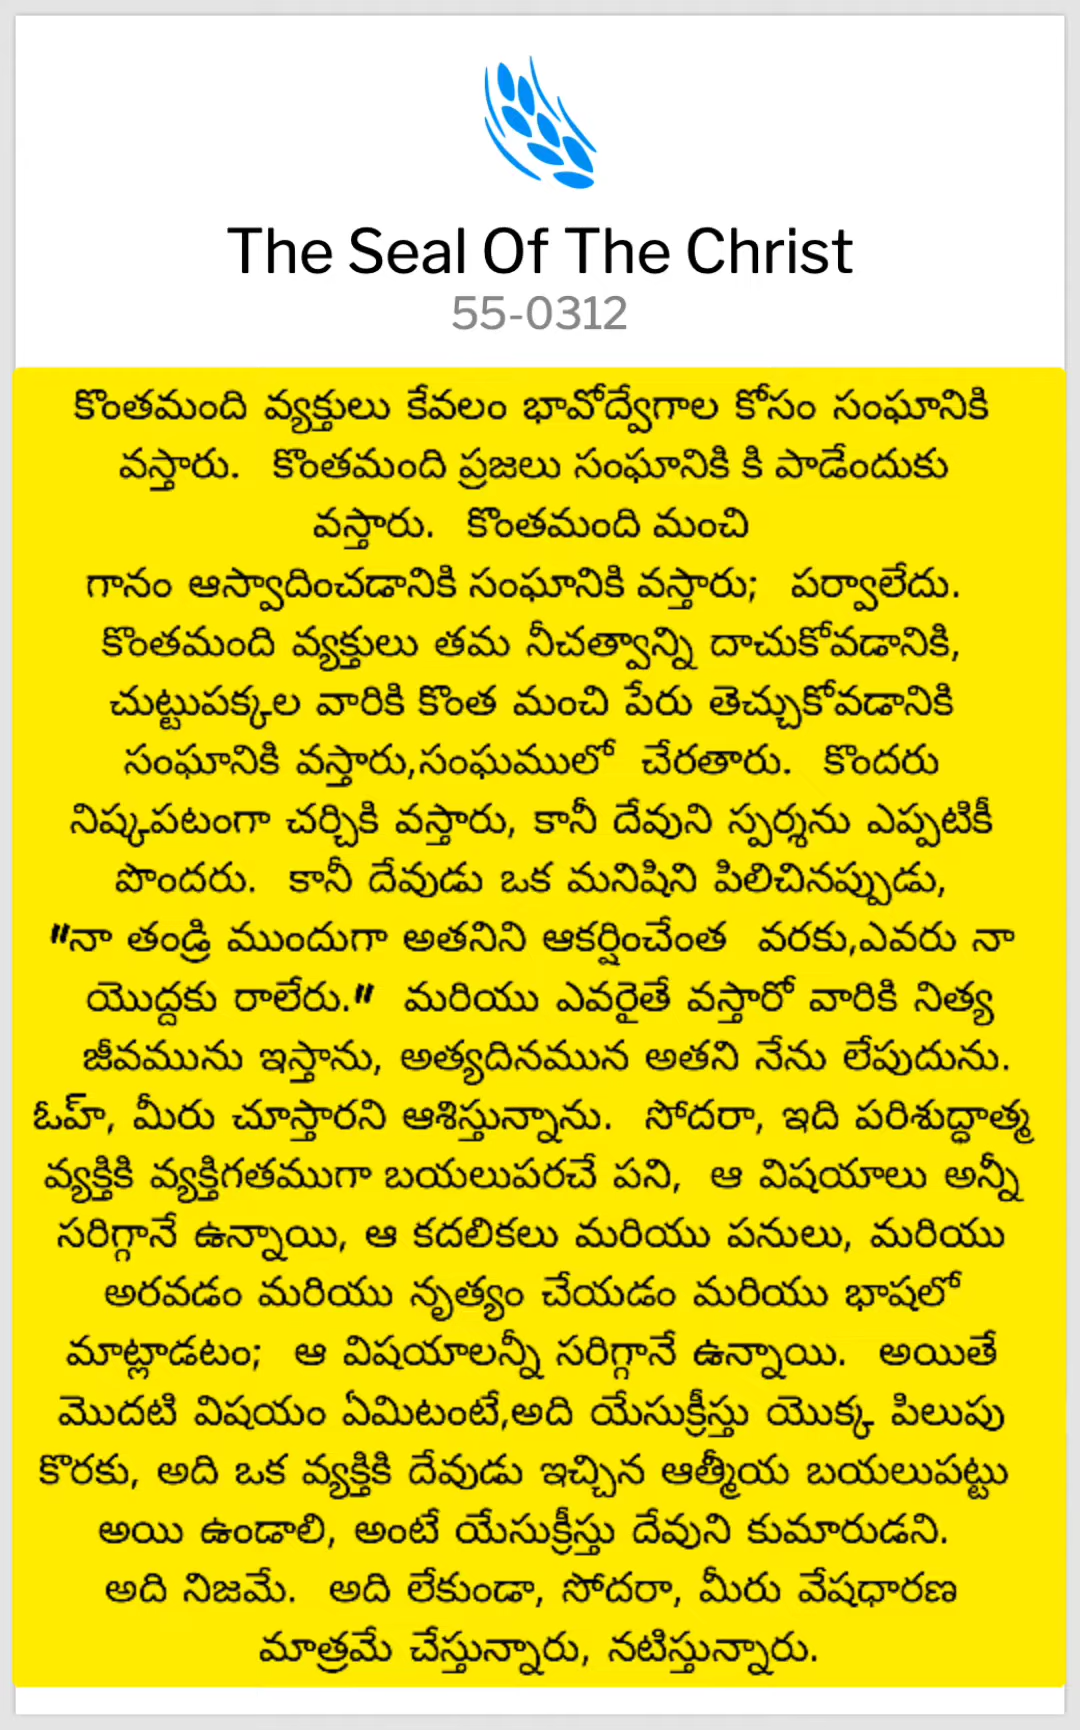 The Seal Of The Christ
55-0312
కొంతమంది వ్యక్తులు కేవలం భావోద్వేగాల కోసం సంఘానికి
వస్తారు. కొంతమంది ప్రజలు సంఘానికి కి పాడేందుకు
వస్తారు. కొంతమంది మంచి
గానం ఆస్వాదించడానికి సంఘానికి వస్తారు; పర్వాలేదు.
కొంతమంది వ్యక్తులు తమ నీచత్వాన్ని దాచుకోవడానికి,
చుట్టుపక్కల వారికి కొంత మంచి పేరు తెచ్చుకోవడానికి
సంఘానికి వస్తారు,సంఘములో చేరతారు. కొందరు
నిష్కపటంగా చర్చికి వస్తారు, కానీ దేవుని స్పర్శను ఎప్పటికీ
పొందరు. కానీ దేవుడు ఒక మనిషిని పిలిచినప్పుడు,
"నా తండ్రి ముందుగా అతనిని ఆకర్షించేంత వరకు,ఎవరు నా
యొద్దకు రాలేరు." మరియు ఎవరైతే వస్తారో వారికి నిత్య
జీవమును ఇస్తాను, అత్యదినమున అతని నేను లేపుదును.
ఓహ్, మీరు చూస్తారని ఆశిస్తున్నాను. సోదరా, ఇది పరిశుద్ధాత్మ
వ్యక్తికి వ్యక్తిగతముగా బయలుపరచే పని, ఆ విషయాలు అన్నీ
సరిగ్గానే ఉన్నాయి, ఆ కదలికలు మరియు పనులు, మరియు
అరవడం మరియు నృత్యం చేయడం మరియు భాషలో
మాట్లాడటం; ఆ విషయాలన్నీ సరిగ్గానే ఉన్నాయి. అయితే
మొదటి విషయం ఏమిటంటే,అది యేసుక్రీస్తు యొక్క పిలుపు
కొరకు, అది ఒక వ్యక్తికి దేవుడు ఇచ్చిన ఆత్మీయ బయలుపట్టు
అయి ఉండాలి, అంటే యేసుక్రీస్తు దేవుని కుమారుడని.
అది నిజమే. అది లేకుండా, సోదరా, మీరు వేషధారణ
మాత్రమే చేస్తున్నారు, నటిస్తున్నారు.